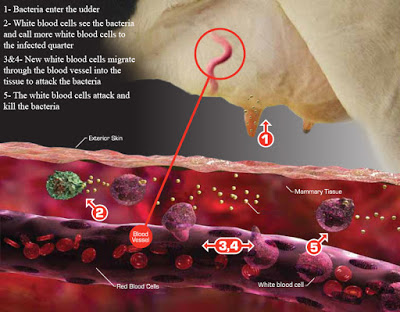 1- Bacteria enter the udder
2- White blood cells see the bacteria
and call more white blood cells to
the infected quarter
3&4- New white blood cells migrate
through the blood vessel into the
tissue to attack the bacteria
5- The white blood cells attack and
kill the bacteria
1
Exterior Skin
Mammary Tissue
2
Blood
Vessel
3,4
5
Red Blood Cells
White blood cell